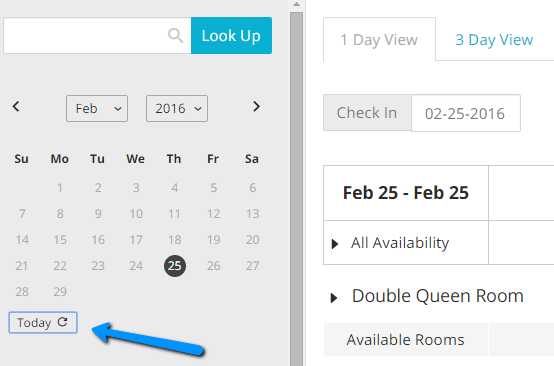 Look Up
Feb 2016
Su Mo Tu We Th Fr Sa
1 2 3 4 5 6
7 8 9 10 11 12 13
14 15 16 17 18 19 20
21 22 23 24 25 26 27
28 29
Today
1 Day View 3 Day View
Check In 02-25-2016
Feb 25 - Feb 25
All Availability
Double Queen Room
Available Rooms